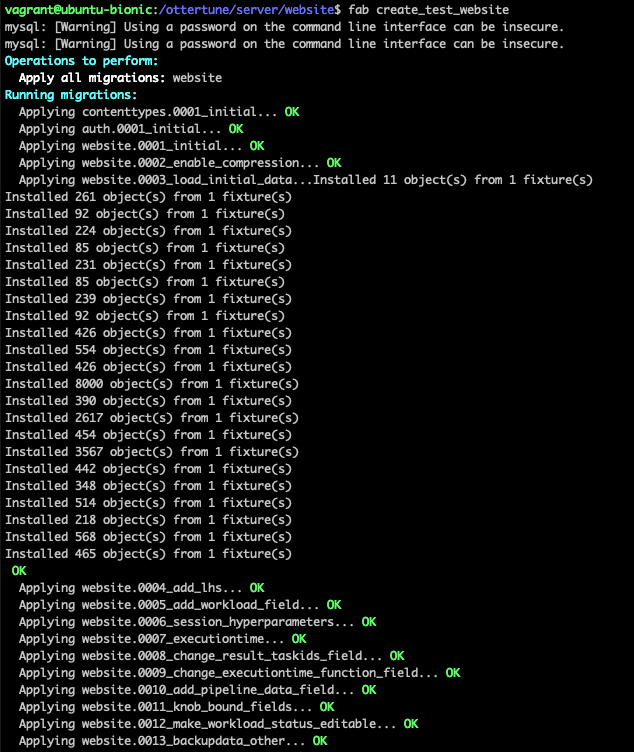 vagrant@ubuntu-bionic:/ottertune/server/website$ fab create_test_website
mysql: [Warning] Using a password on the command line interface can be insecure.
mysql: [Warning] Using a password on the command line interface can be insecure.
Operations to perform:
  Apply all migrations: website
Running migrations:
  Applying contenttypes.0001_initial... OK
  Applying auth.0001_initial... OK
  Applying website.0001_initial... OK
  Applying website.0002_enable_compression... OK
  Applying website.0003_load_initial_data...Installed 11 object(s) from 1 fixture(s)
Installed 261 object(s) from 1 fixture(s)
Installed 92 object(s) from 1 fixture(s)
Installed 224 object(s) from 1 fixture(s)
Installed 85 object(s) from 1 fixture(s)
Installed 231 object(s) from 1 fixture(s)
Installed 85 object(s) from 1 fixture(s)
Installed 239 object(s) from 1 fixture(s)
Installed 92 object(s) from 1 fixture(s)
Installed 426 object(s) from 1 fixture(s)
Installed 554 object(s) from 1 fixture(s)
Installed 426 object(s) from 1 fixture(s)
Installed 8000 object(s) from 1 fixture(s)
Installed 390 object(s) from 1 fixture(s)
Installed 2617 object(s) from 1 fixture(s)
Installed 454 object(s) from 1 fixture(s)
Installed 3567 object(s) from 1 fixture(s)
Installed 442 object(s) from 1 fixture(s)
Installed 348 object(s) from 1 fixture(s)
Installed 514 object(s) from 1 fixture(s)
Installed 218 object(s) from 1 fixture(s)
Installed 568 object(s) from 1 fixture(s)
Installed 465 object(s) from 1 fixture(s)
 OK
  Applying website.0004_add_lhs... OK
  Applying website.0005_add_workload_field... OK
  Applying website.0006_session_hyperparameters... OK
  Applying website.0007_executiontime... OK
  Applying website.0008_change_result_taskids_field... OK
  Applying website.0009_change_executiontime_function_field... OK
  Applying website.0010_add_pipeline_data_field... OK
  Applying website.0011_knob_bound_fields... OK
  Applying website.0012_make_workload_status_editable... OK
  Applying website.0013_backupdata_other... OK